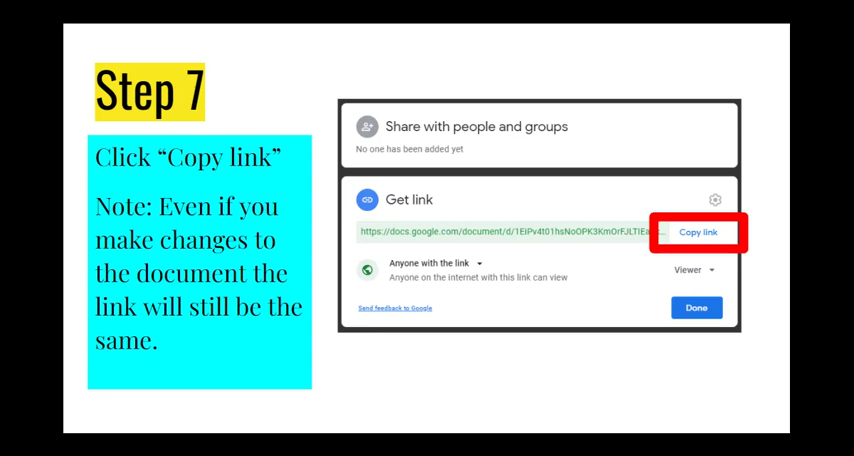 Step 7
Click “Copy link”
Note: Even if you
make changes to
the document the
link will still be the
same.
Share with people and groups
No one has been added yet
Get link
Copy link
Anyone with the link
Anyone on the internet with this link can view
Viewer
Send feedback to Google
Done